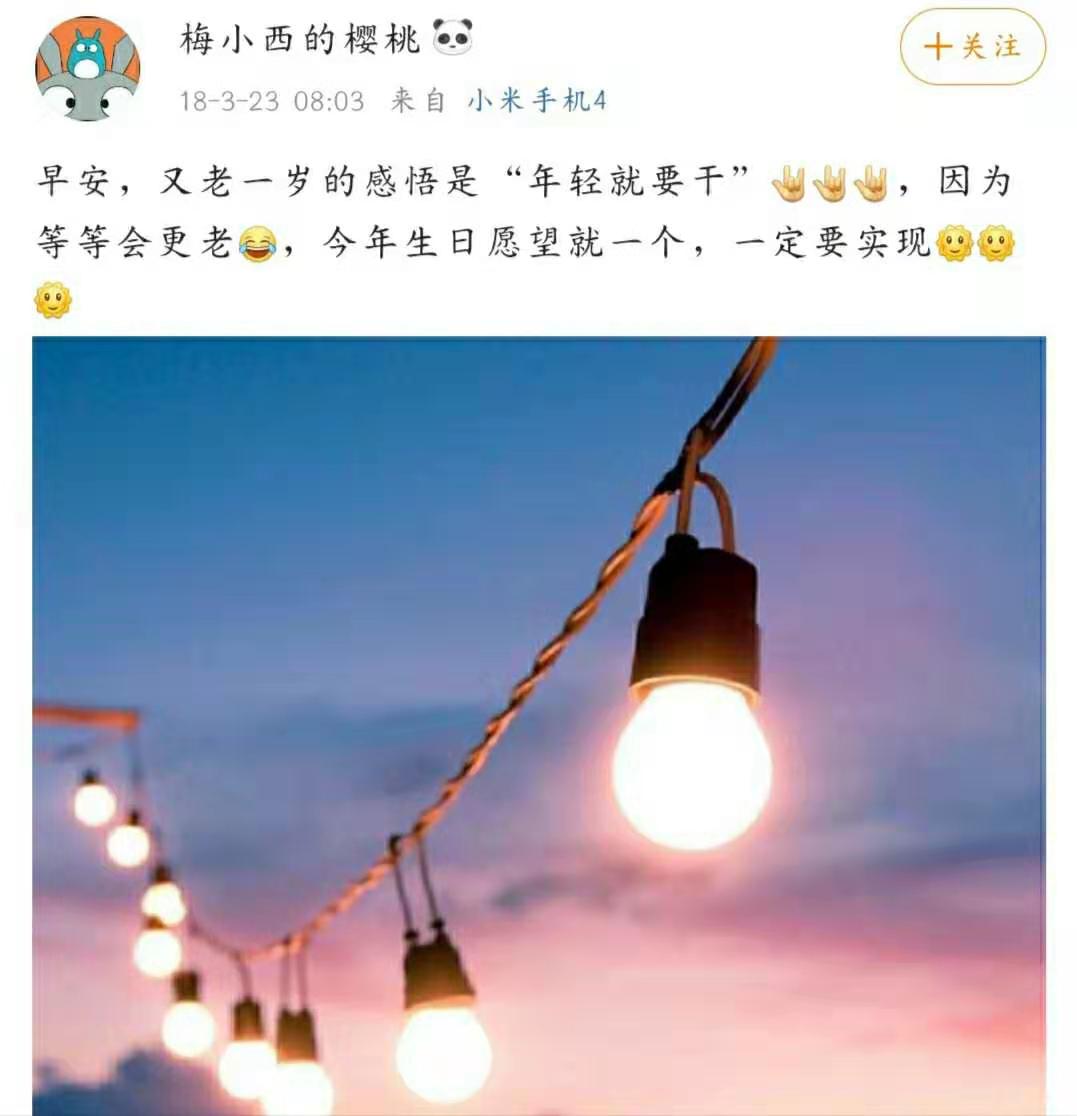 梅小西的樱桃🐼
+关注
18-3-23 08:03 来自 小米手机4
早安，又老一岁的感悟是“年轻就要干”🤟🤟🤟，因为
等等会更老😂，今年生日愿望就一个，一定要实现🌞🌞
🌞